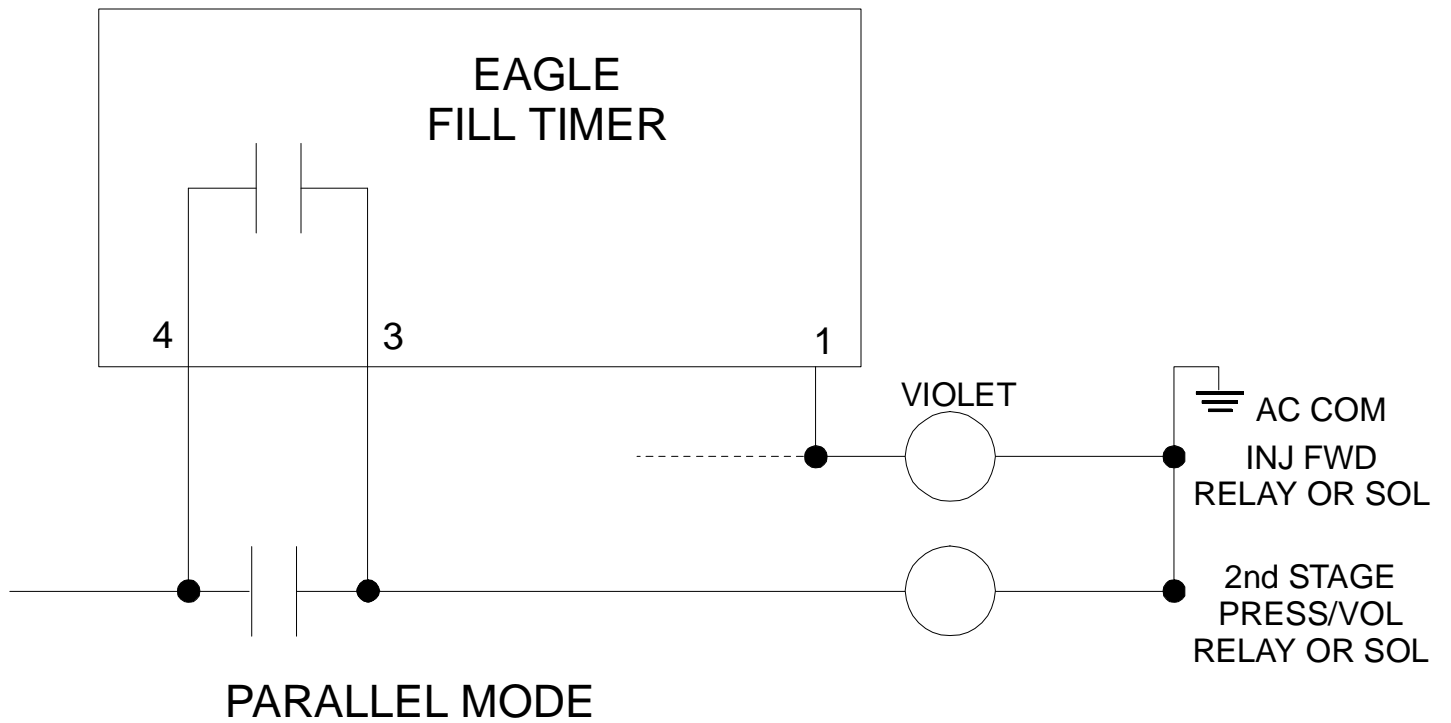 EAGLE
FILL TIMER
4
3
1
VIOLET
AC COM
INJ FWD
RELAY OR SOL
2nd STAGE
PRESS/VOL
RELAY OR SOL
PARALLEL MODE